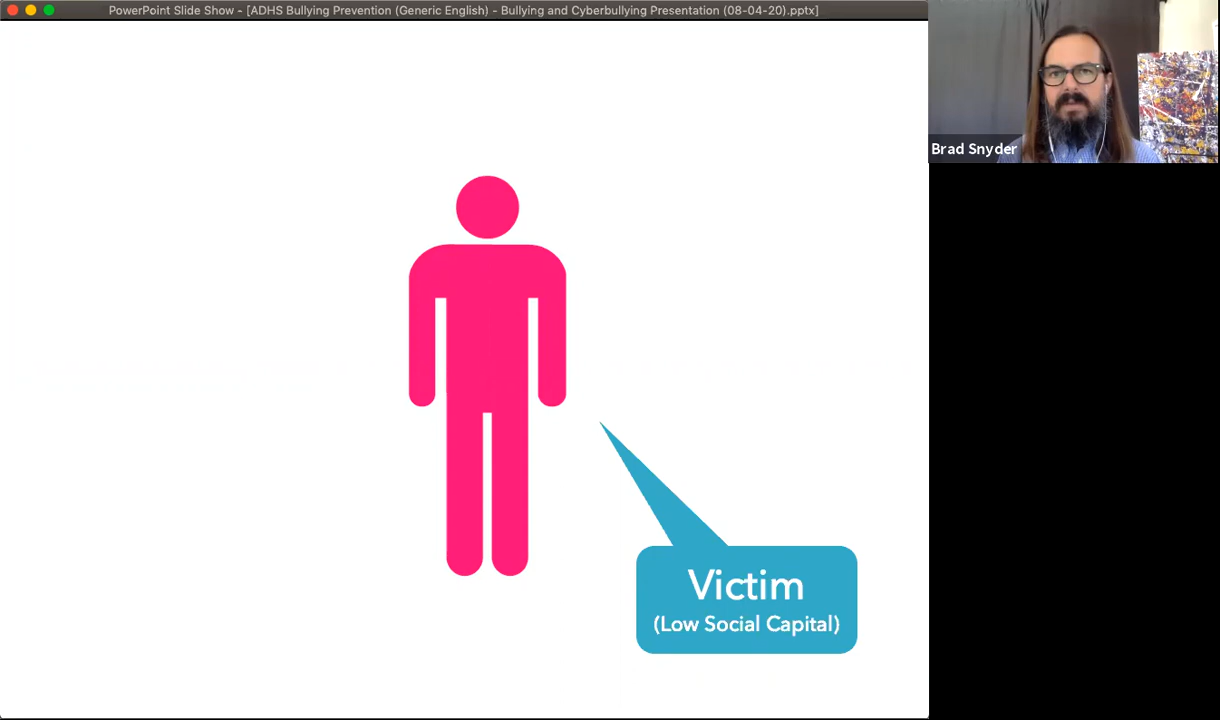 PowerPoint Slide Show - [ADHS Bullying Prevention (Generic English) - Bullying and Cyberbullying Presentation (08-04-20).pptx]
Brad Snyder
Victim
(Low Social Capital)